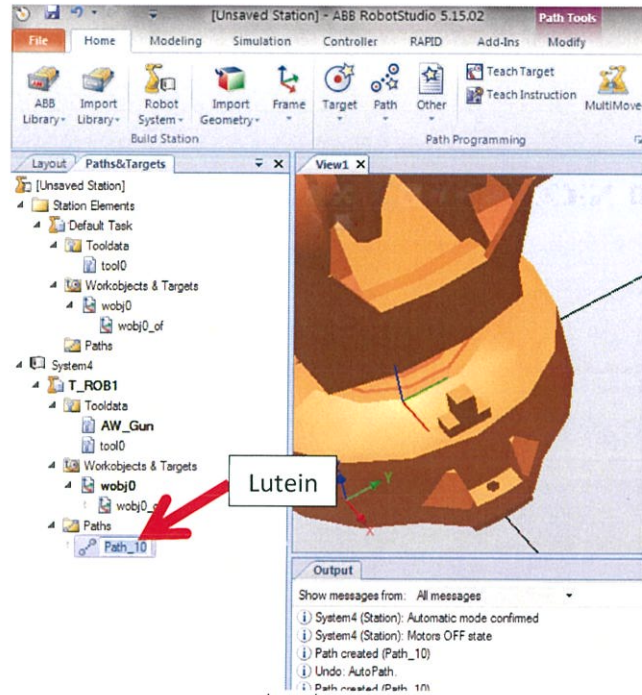 [Unsaved Station] - ABB RobotStudio 5.15.02
Path Tools
File Home Modeling Simulation Controller RAPID Add-Ins Modify
ABB Library
Import Library
Robot System
Import Geometry
Frame
Target
Path
Other
Teach Target
Teach Instruction
MultiMove
Build Station
Path Programming
Layout Paths&Targets
View1
[Unsaved Station]
Station Elements
Default Task
Tooldata
tool0
Workobjects & Targets
wobj0
wobj0_of
Paths
System4
T_ROB1
Tooldata
AW_Gun
tool0
Workobjects & Targets
wobj0
Paths
Path_10
Lutein
Y
X
Output
Show messages from: All messages
System4 (Station): Automatic mode confirmed
System4 (Station): Motors OFF state
Path created (Path_10)
Undo: AutoPath.
Path created (Path_10)